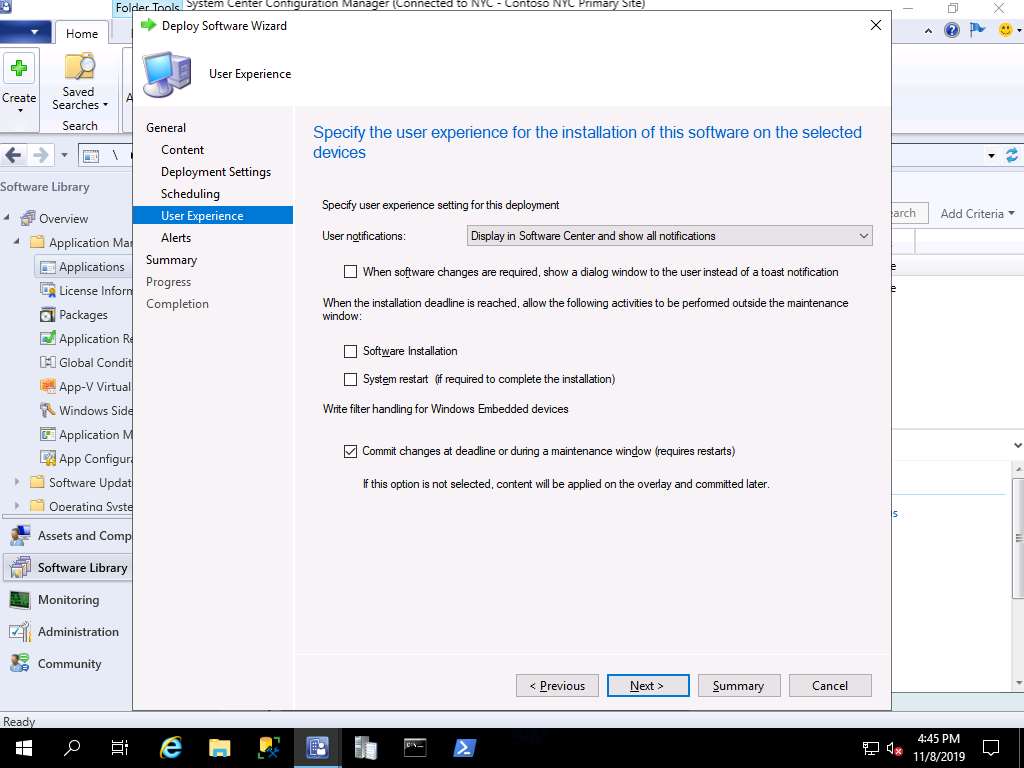 Folder Tools
System Center Configuration Manager (Connected to NYC - Contoso NYC Primary Site)
Home
Create
Saved
Searches
Search
\
Software Library
Overview
Application Ma
Applications
License Inform
Packages
Application Re
Global Condit
App-V Virtual
Windows Side
Application M
App Configura
Software Updat
Operating Syste
Assets and Comp
Software Library
Monitoring
Administration
Community
Ready
Deploy Software Wizard
User Experience
General
Content
Deployment Settings
Scheduling
User Experience
Alerts
Summary
Progress
Completion
Specify the user experience for the installation of this software on the selected
devices
Specify user experience setting for this deployment
User notifications:
Display in Software Center and show all notifications
When software changes are required, show a dialog window to the user instead of a toast notification
When the installation deadline is reached, allow the following activities to be performed outside the maintenance
window:
Software Installation
System restart (if required to complete the installation)
Write filter handling for Windows Embedded devices
Commit changes at deadline or during a maintenance window (requires restarts)
If this option is not selected, content will be applied on the overlay and committed later.
< Previous
Next >
Summary
Cancel
earch
Add Criteria
4:45 PM
11/8/2019